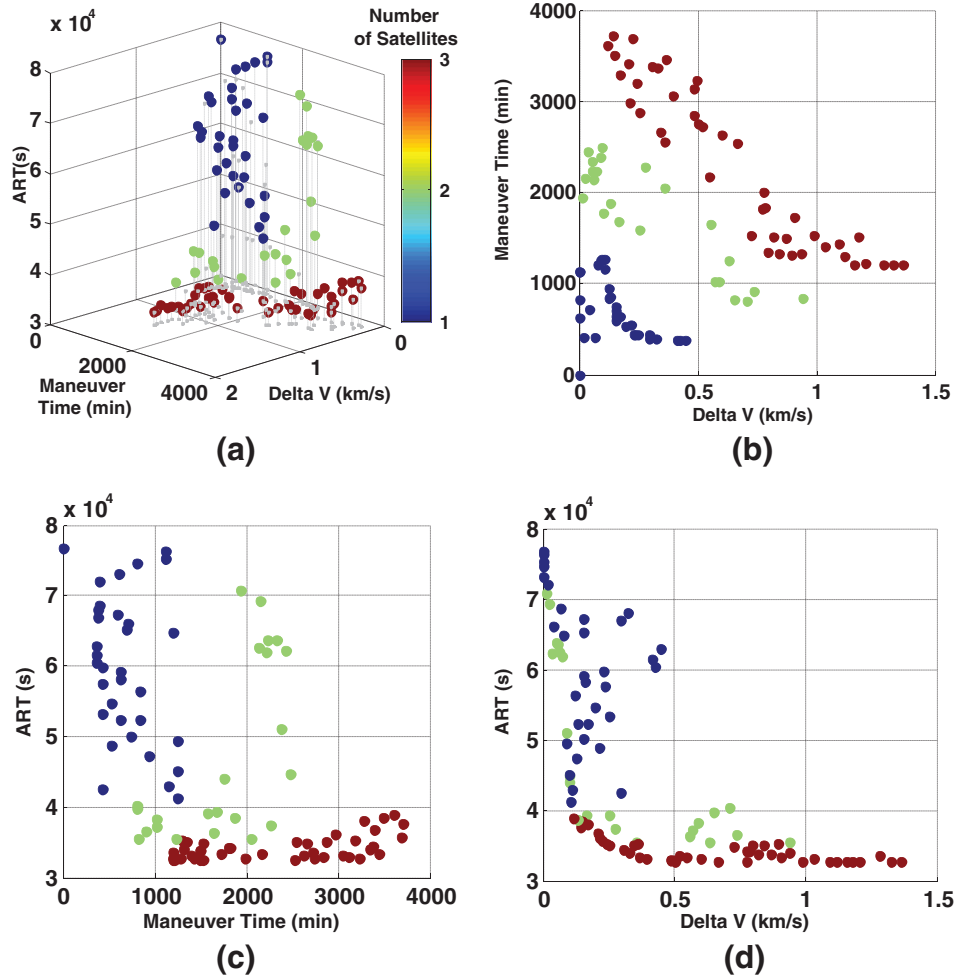 x 10⁴
Number
of Satellites
8
7
6
5
4
3
ART(s)
0
2000
4000
Maneuver
Time (min)
2
1
0
Delta V (km/s)
3
2
1
(a)
4000
3000
2000
1000
0
Maneuver Time (min)
0
0.5
1
1.5
Delta V (km/s)
(b)
x 10⁴
8
7
6
5
4
3
ART (s)
0
1000
2000
3000
4000
Maneuver Time (min)
(c)
x 10⁴
8
7
6
5
4
3
ART (s)
0
0.5
1
1.5
Delta V (km/s)
(d)